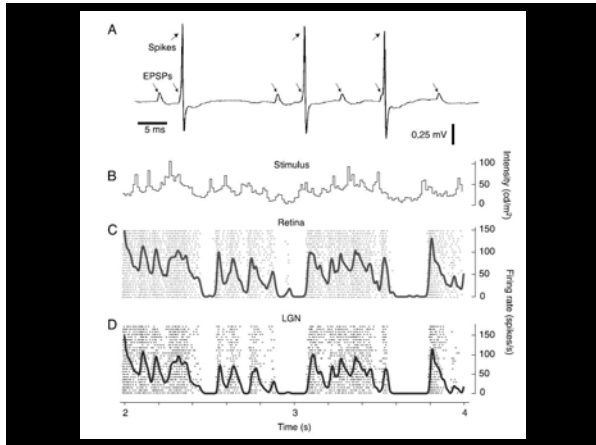 A
Spikes
EPSPs
5 ms
0.25 mV
B
Stimulus
100
50
0
Intensity (cd/m²)
C
Retina
150
100
50
0
Firing rate (spikes/s)
D
LGN
150
100
50
0
2
3
4
Time (s)